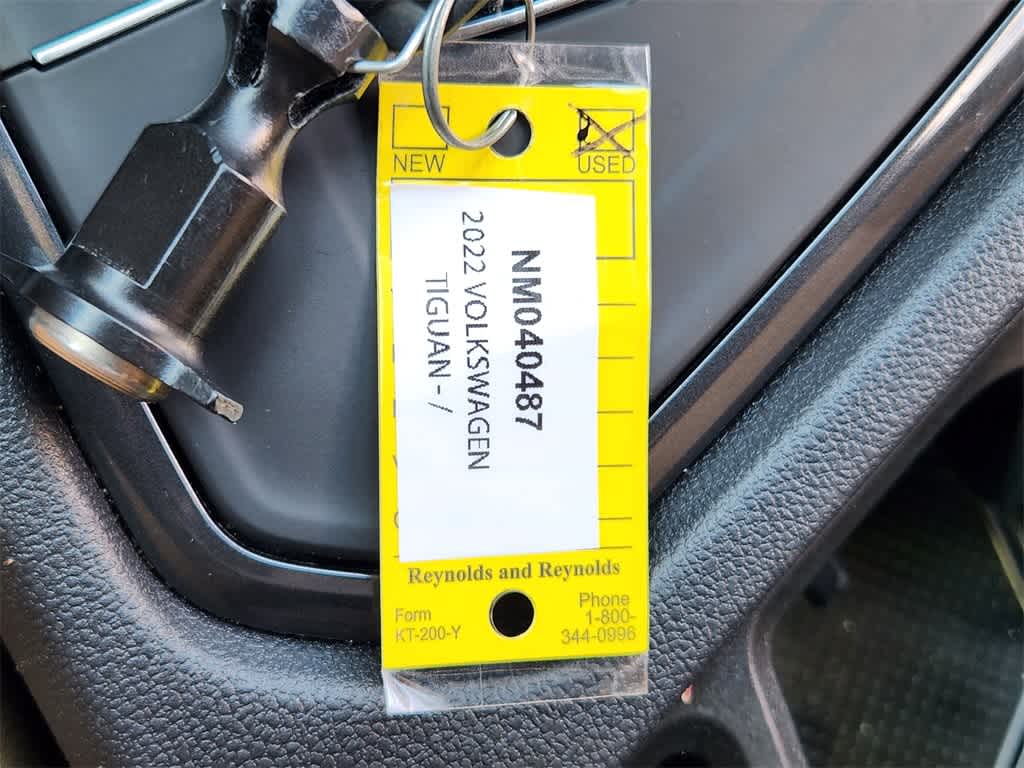 NEW USED
NM040487
2022 VOLKSWAGEN
TIGUAN - /
Reynolds and Reynolds
Form
KT-200-Y
Phone
1-800-
344-0996